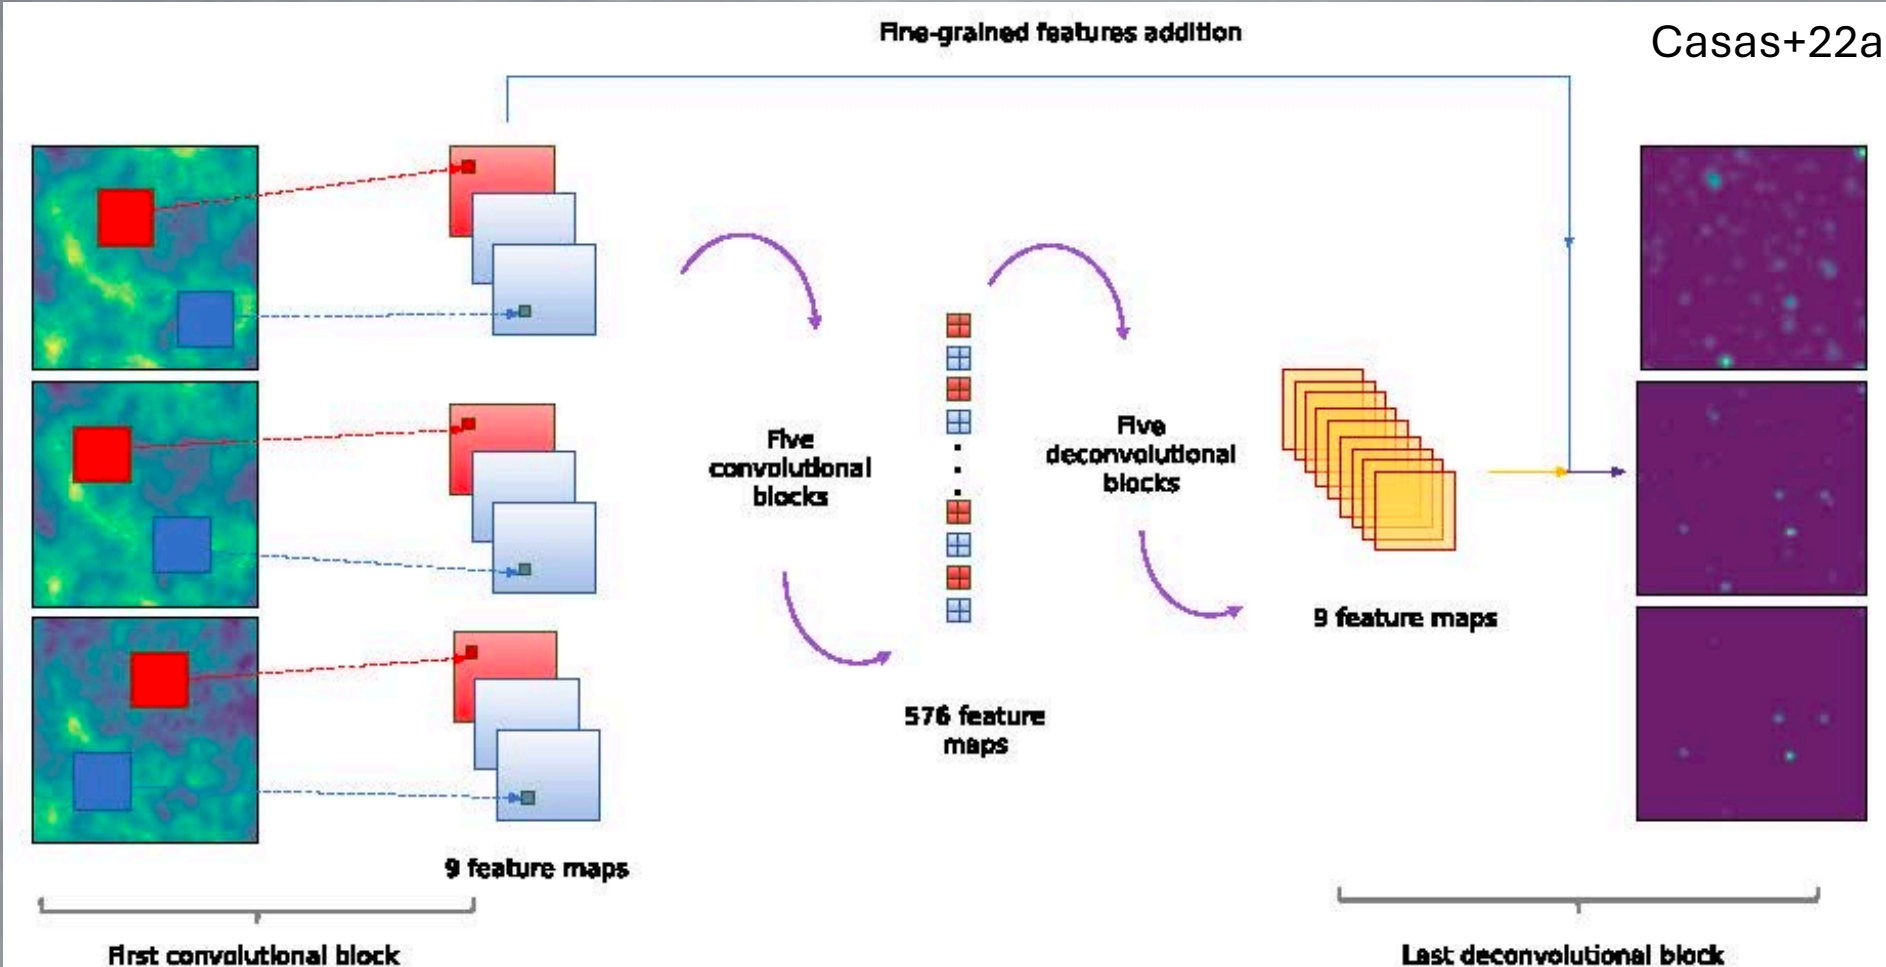 Fine-grained features addition
Casas+22a
Five
convolutional
blocks
Five
deconvolutional
blocks
9 feature maps
576 feature
maps
9 feature maps
First convolutional block
Last deconvolutional block